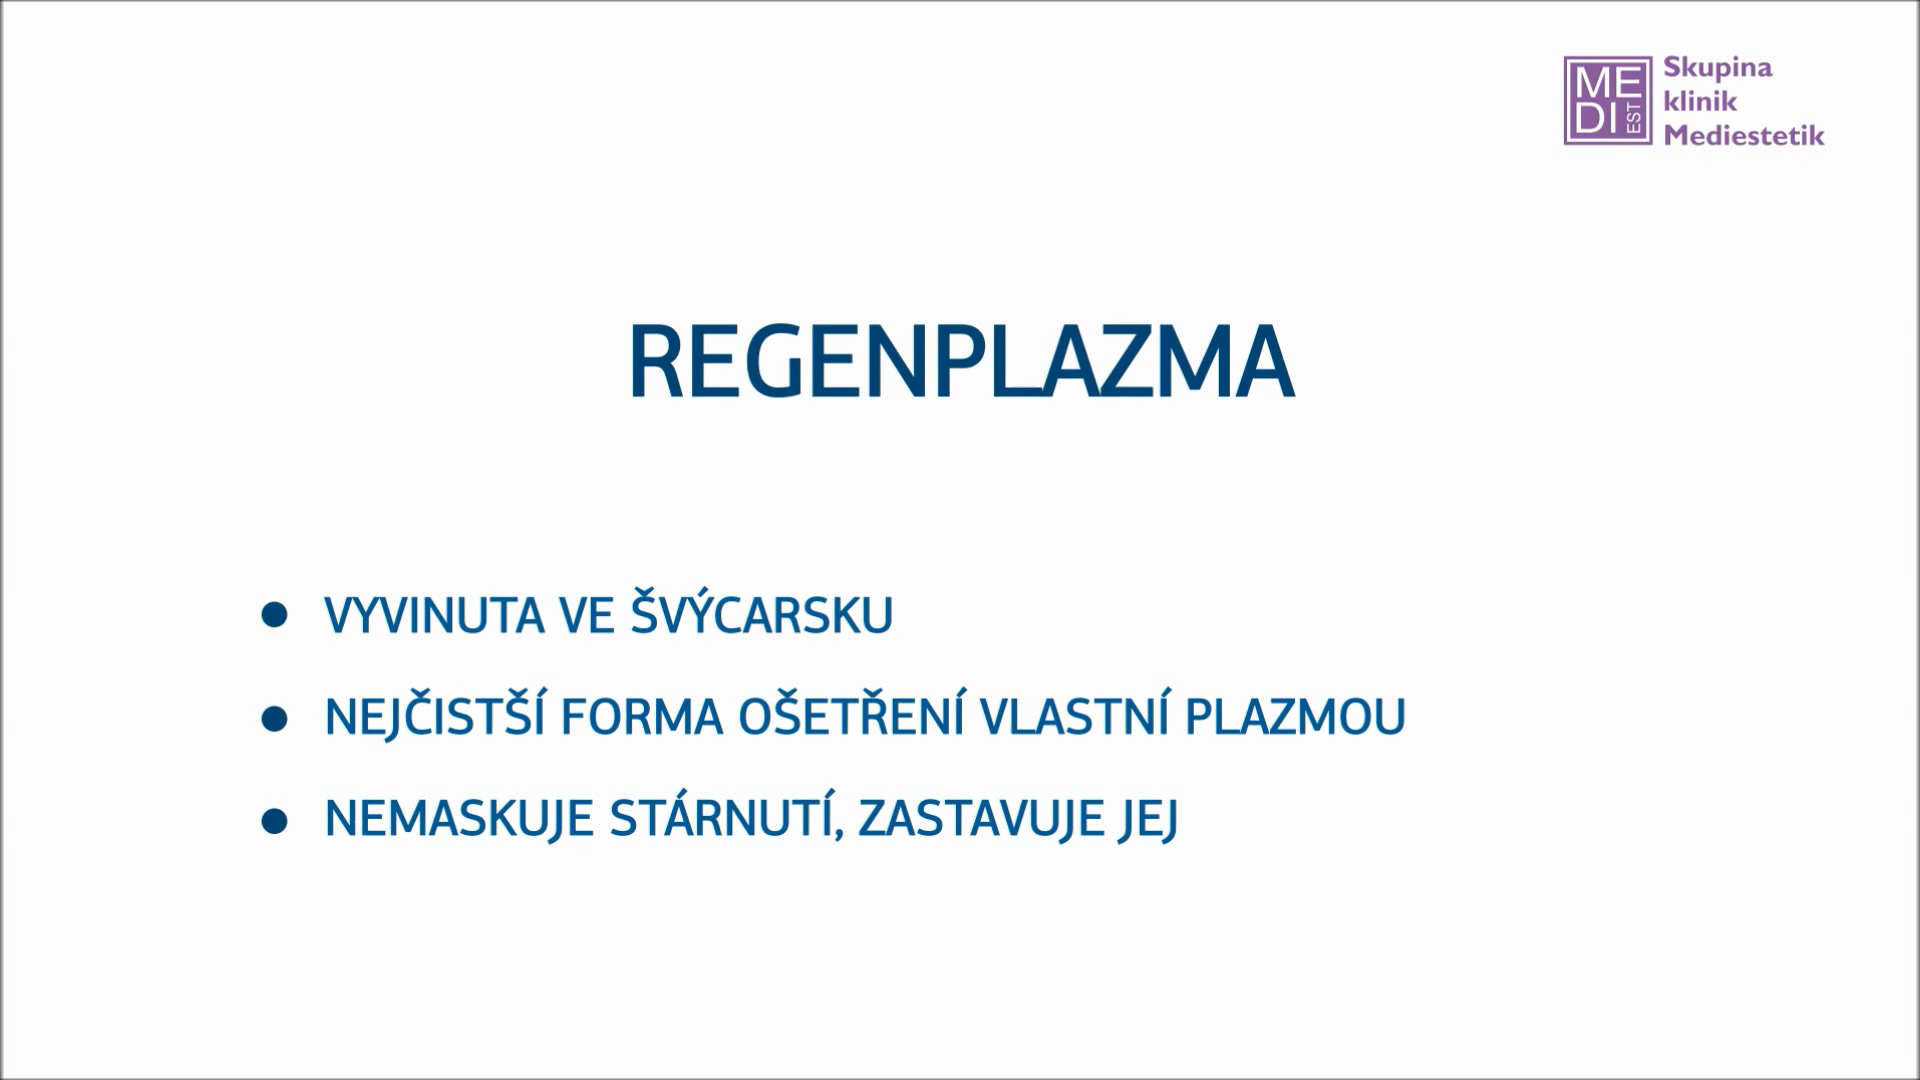 ME
DI
EST
Skupina
klinik
Mediestetik
REGENPLAZMA
● VYVINUTA VE ŠVÝCARSKU
● NEJČISTŠÍ FORMA OŠETŘENÍ VLASTNÍ PLAZMOU
● NEMASKUJE STÁRNUTÍ, ZASTAVUJE JEJ